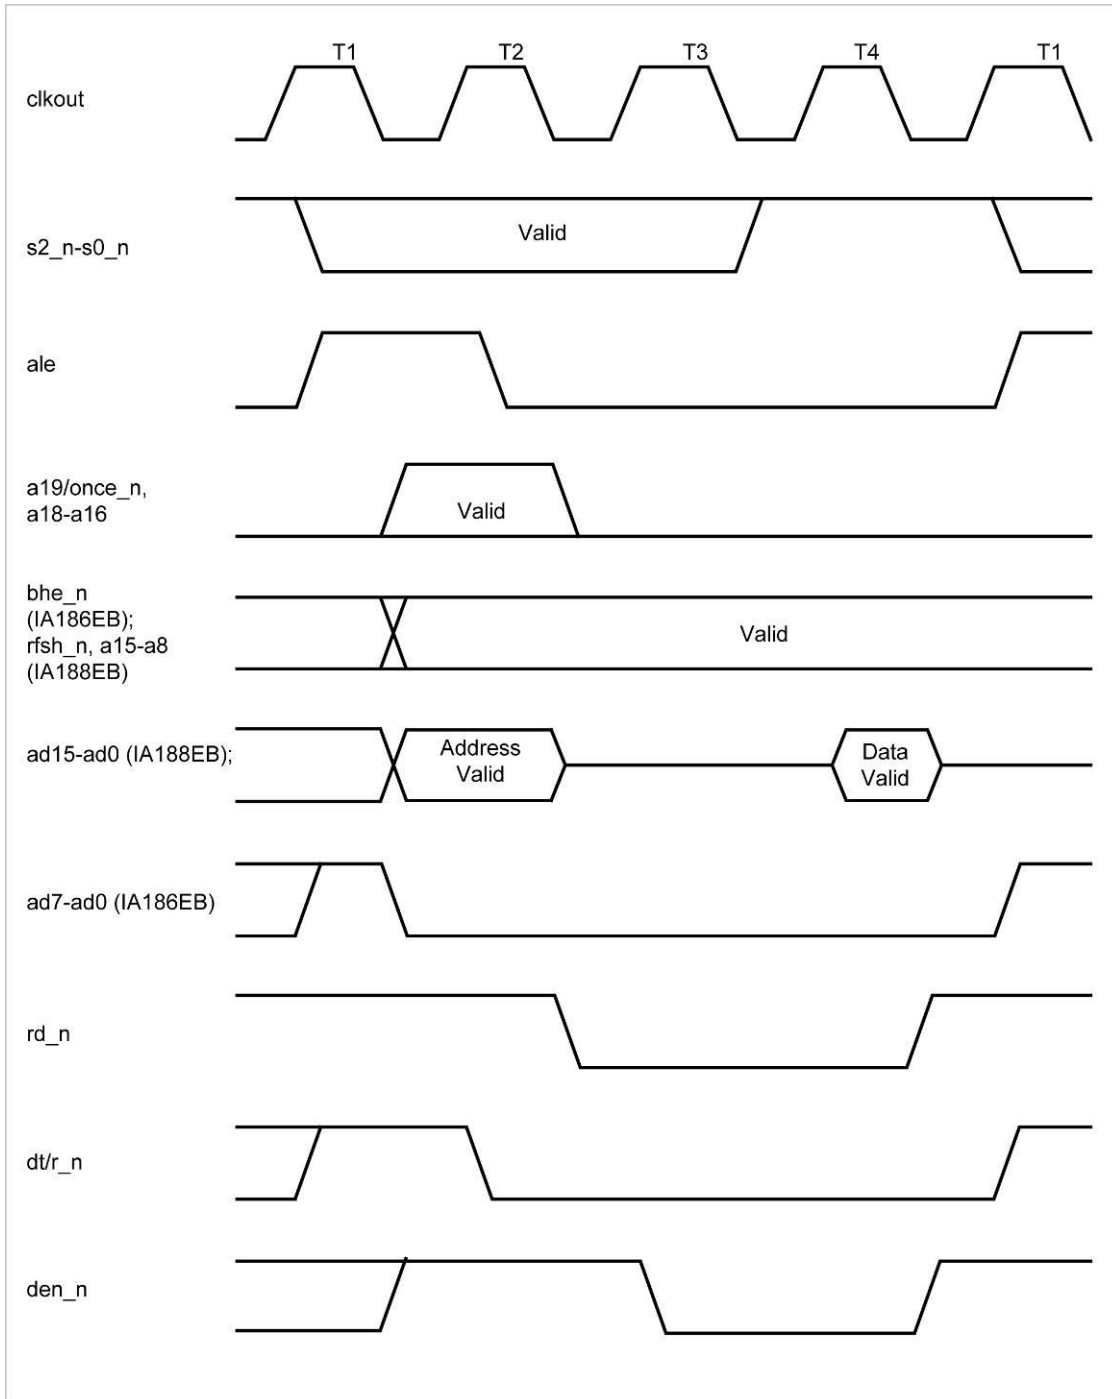 T1 T2 T3 T4 T1
clkout
s2_n-s0_n
Valid
ale
a19/once_n,
a18-a16
Valid
bhe_n
(IA186EB);
rfsh_n, a15-a8
(IA188EB)
Valid
ad15-ad0 (IA188EB);
Address
Valid
Data
Valid
ad7-ad0 (IA186EB)
rd_n
dt/r_n
den_n